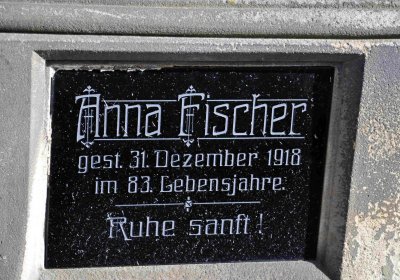 Anna Fischer
gest. 31. Dezember 1918
im 83. Lebensjahre.
Ruhe sanft!